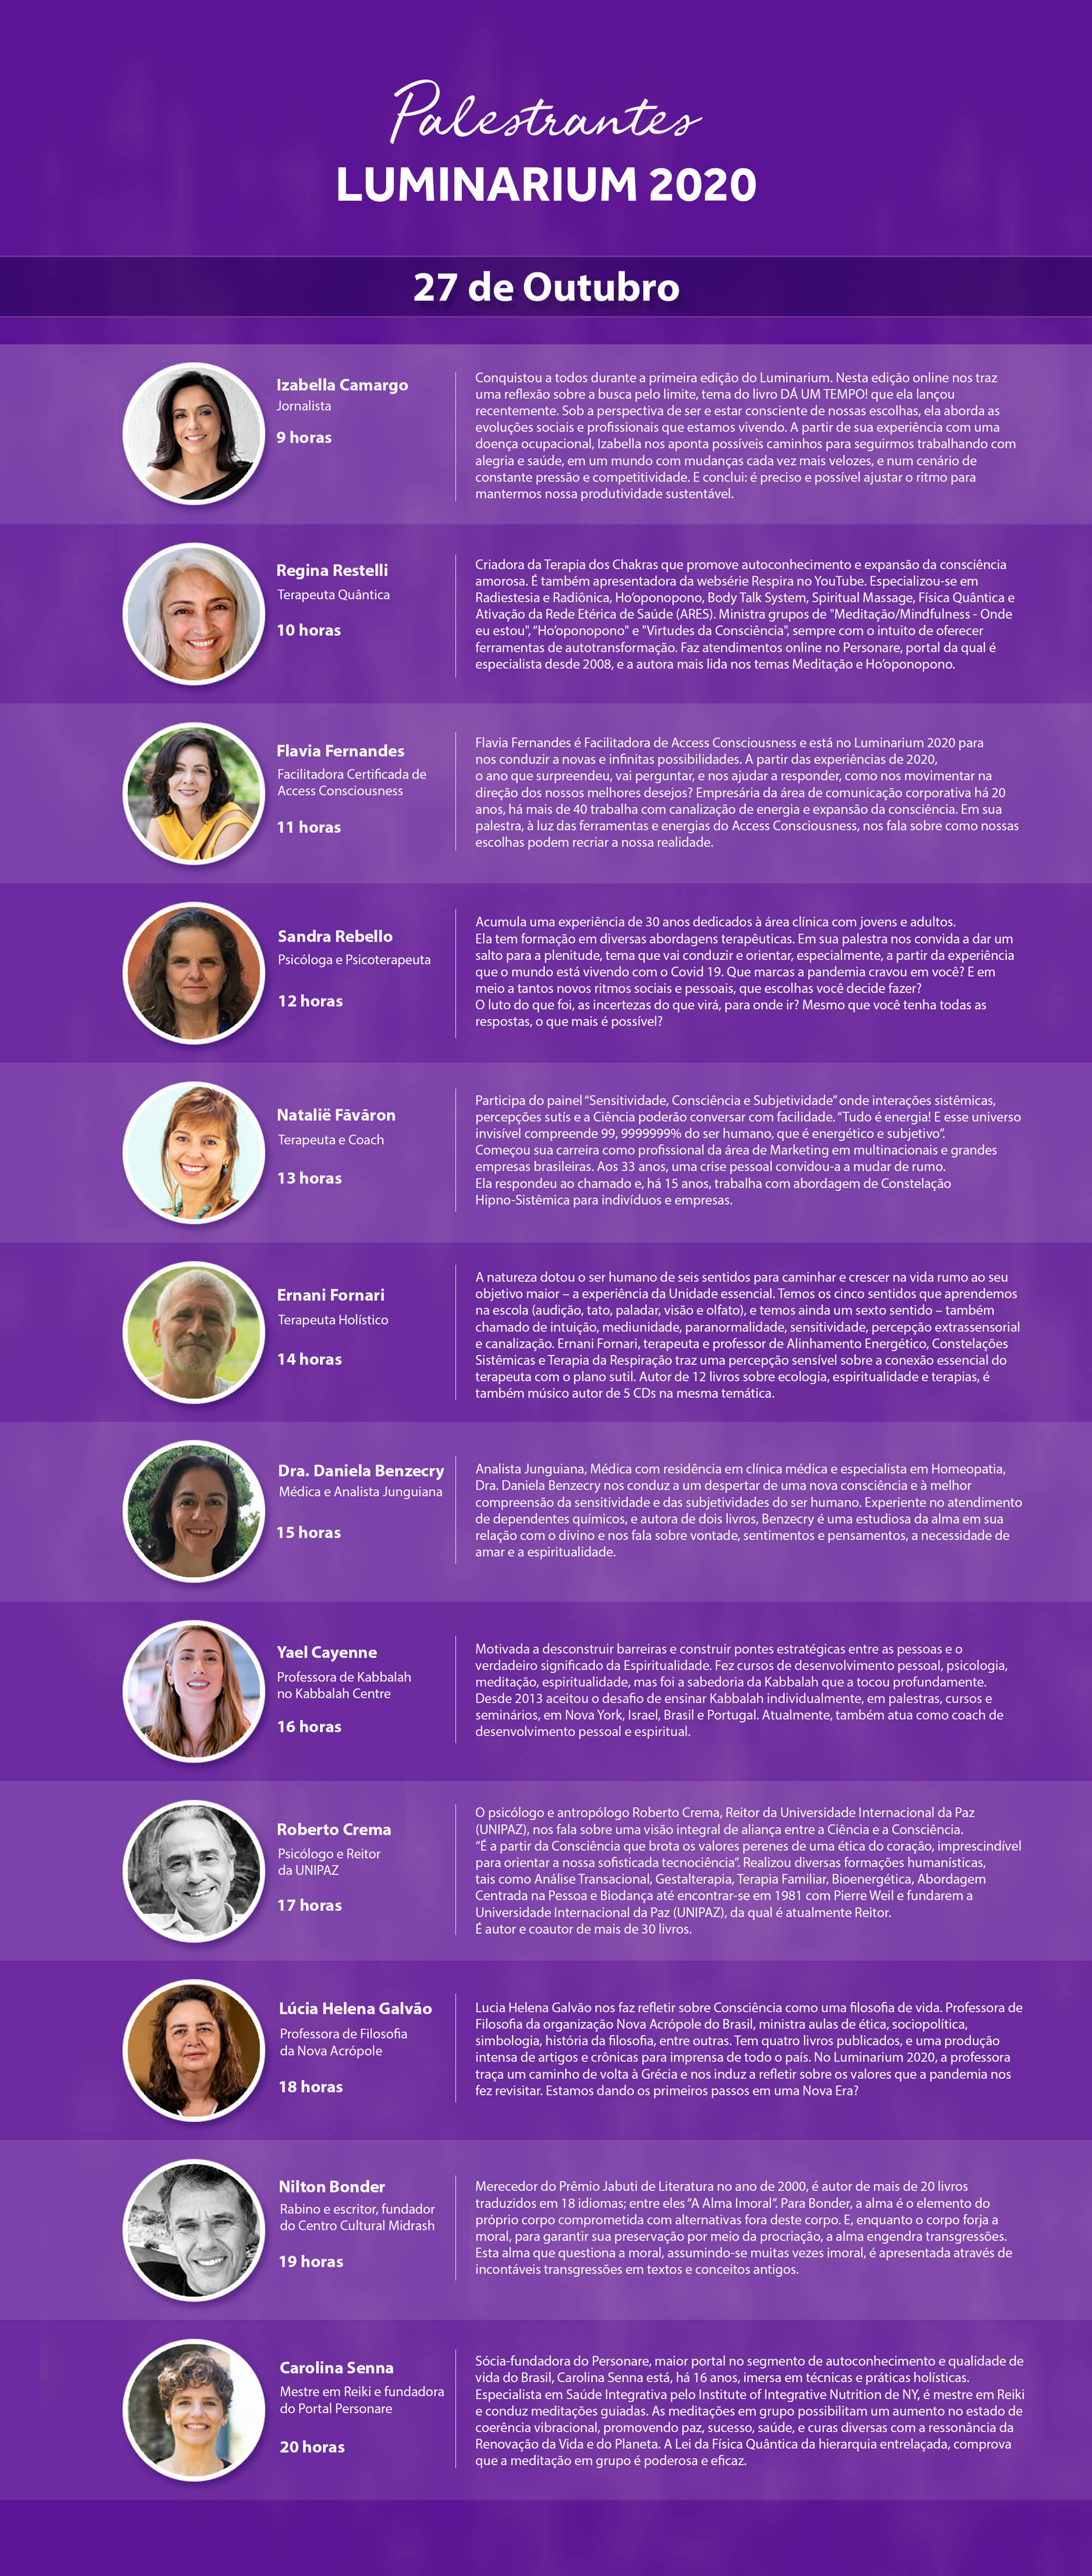 Palestrantes
LUMINARIUM 2020
27 de Outubro
Izabella Camargo
Jornalista
9 horas
Conquistou a todos durante a primeira edição do Luminarium. Nesta edição online nos traz
uma reflexão sobre a busca pelo limite, tema do livro DÁ UM TEMPO! que ela lançou
recentemente. Sob a perspectiva de ser e estar consciente de nossas escolhas, ela aborda as
evoluções sociais e profissionais que estamos vivendo. A partir de sua experiência com uma
doença ocupacional, Izabella nos aponta possíveis caminhos para seguirmos trabalhando com
alegria e saúde, em um mundo com mudanças cada vez mais velozes, e num cenário de
constante pressão e competitividade. E conclui: é preciso e possível ajustar o ritmo para
mantermos nossa produtividade sustentável.
Regina Restelli
Terapeuta Quântica
10 horas
Criadora da Terapia dos Chakras que promove autoconhecimento e expansão da consciência
amorosa. É também apresentadora da websérie Respira no YouTube. Especializou-se em
Radiestesia e Radiônica, Ho'oponopono, Body Talk System, Spiritual Massage, Física Quântica e
Ativação da Rede Etérica de Saúde (ARES). Ministra grupos de "Meditação/Mindfulness - Onde
eu estou", "Ho'oponopono" e "Virtudes da Consciência", sempre com o intuito de oferecer
ferramentas de autotransformação. Faz atendimentos online no Personare, portal da qual é
especialista desde 2008, e a autora mais lida nos temas Meditação e Ho'oponopono.
Flavia Fernandes
Facilitadora Certificada de
Access Consciousness
11 horas
Flavia Fernandes é Facilitadora de Access Consciousness e está no Luminarium 2020 para
nos conduzir a novas e infinitas possibilidades. A partir das experiências de 2020,
o ano que surpreendeu, vai perguntar, e nos ajudar a responder, como nos movimentar na
direção dos nossos melhores desejos? Empresária da área de comunicação corporativa há 20
anos, há mais de 40 trabalha com canalização de energia e expansão da consciência. Em sua
palestra, à luz das ferramentas e energias do Access Consciousness, nos fala sobre como nossas
escolhas podem recriar a nossa realidade.
Sandra Rebello
Psicóloga e Psicoterapeuta
12 horas
Acumula uma experiência de 30 anos dedicados à área clínica com jovens e adultos.
Ela tem formação em diversas abordagens terapêuticas. Em sua palestra nos convida a dar um
salto para a plenitude, tema que vai conduzir e orientar, especialmente, a partir da experiência
que o mundo está vivendo com o Covid 19. Que marcas a pandemia cravou em você? E em
meio a tantos novos ritmos sociais e pessoais, que escolhas você decide fazer?
O luto do que foi, as incertezas do que virá, para onde ir? Mesmo que você tenha todas as
respostas, o que mais é possível?
Natalië Fāvāron
Terapeuta e Coach
13 horas
Participa do painel "Sensitividade, Consciência e Subjetividade" onde interações sistêmicas,
percepções sutís e a Ciência poderão conversar com facilidade. "Tudo é energia! E esse universo
invisível compreende 99, 9999999% do ser humano, que é energético e subjetivo".
Começou sua carreira como profissional da área de Marketing em multinacionais e grandes
empresas brasileiras. Aos 33 anos, uma crise pessoal convidou-a a mudar de rumo.
Ela respondeu ao chamado e, há 15 anos, trabalha com abordagem de Constelação
Hipno-Sistêmica para indivíduos e empresas.
Ernani Fornari
Terapeuta Holístico
14 horas
A natureza dotou o ser humano de seis sentidos para caminhar e crescer na vida rumo ao seu
objetivo maior – a experiência da Unidade essencial. Temos os cinco sentidos que aprendemos
na escola (audição, tato, paladar, visão e olfato), e temos ainda um sexto sentido – também
chamado de intuição, mediunidade, paranormalidade, sensitividade, percepção extrassensorial
e canalização. Ernani Fornari, terapeuta e professor de Alinhamento Energético, Constelações
Sistêmicas e Terapia da Respiração traz uma percepção sensível sobre a conexão essencial do
terapeuta com o plano sutil. Autor de 12 livros sobre ecologia, espiritualidade e terapias, é
também músico autor de 5 CDs na mesma temática.
Dra. Daniela Benzecry
Médica e Analista Junguiana
15 horas
Analista Junguiana, Médica com residência em clínica médica e especialista em Homeopatia,
Dra. Daniela Benzecry nos conduz a um despertar de uma nova consciência e à melhor
compreensão da sensitividade e das subjetividades do ser humano. Experiente no atendimento
de dependentes químicos, e autora de dois livros, Benzecry é uma estudiosa da alma em sua
relação com o divino e nos fala sobre vontade, sentimentos e pensamentos, a necessidade de
amar e a espiritualidade.
Yael Cayenne
Professora de Kabbalah
no Kabbalah Centre
16 horas
Motivada a desconstruir barreiras e construir pontes estratégicas entre as pessoas e o
verdadeiro significado da Espiritualidade. Fez cursos de desenvolvimento pessoal, psicologia,
meditação, espiritualidade, mas foi a sabedoria da Kabbalah que a tocou profundamente.
Desde 2013 aceitou o desafio de ensinar Kabbalah individualmente, em palestras, cursos e
seminários, em Nova York, Israel, Brasil e Portugal. Atualmente, também atua como coach de
desenvolvimento pessoal e espiritual.
Roberto Crema
Psicólogo e Reitor
da UNIPAZ
17 horas
O psicólogo e antropólogo Roberto Crema, Reitor da Universidade Internacional da Paz
(UNIPAZ), nos fala sobre uma visão integral de aliança entre a Ciência e a Consciência.
"É a partir da Consciência que brota os valores perenes de uma ética do coração, imprescindível
para orientar a nossa sofisticada tecnociência". Realizou diversas formações humanísticas,
tais como Análise Transacional, Gestalterapia, Terapia Familiar, Bioenergética, Abordagem
Centrada na Pessoa e Biodança até encontrar-se em 1981 com Pierre Weil e fundarem a
Universidade Internacional da Paz (UNIPAZ), da qual é atualmente Reitor.
É autor e coautor de mais de 30 livros.
Lúcia Helena Galvão
Professora de Filosofia
da Nova Acrópole
18 horas
Lucia Helena Galvão nos faz refletir sobre Consciência como uma filosofia de vida. Professora de
Filosofia da organização Nova Acrópole do Brasil, ministra aulas de ética, sociopolítica,
simbologia, história da filosofia, entre outras. Tem quatro livros publicados, e uma produção
intensa de artigos e crônicas para imprensa de todo o país. No Luminarium 2020, a professora
traça um caminho de volta à Grécia e nos induz a refletir sobre os valores que a pandemia nos
fez revisitar. Estamos dando os primeiros passos em uma Nova Era?
Nilton Bonder
Rabino e escritor, fundador
do Centro Cultural Midrash
19 horas
Merecedor do Prêmio Jabuti de Literatura no ano de 2000, é autor de mais de 20 livros
traduzidos em 18 idiomas; entre eles "A Alma Imoral". Para Bonder, a alma é o elemento do
próprio corpo comprometida com alternativas fora deste corpo. E, enquanto o corpo forja a
moral, para garantir sua preservação por meio da procriação, a alma engendra transgressões.
Esta alma que questiona a moral, assumindo-se muitas vezes imoral, é apresentada através de
incontáveis transgressões em textos e conceitos antigos.
Carolina Senna
Mestre em Reiki e fundadora
do Portal Personare
20 horas
Sócia-fundadora do Personare, maior portal no segmento de autoconhecimento e qualidade de
vida do Brasil, Carolina Senna está, há 16 anos, imersa em técnicas e práticas holísticas.
Especialista em Saúde Integrativa pelo Institute of Integrative Nutrition de NY, é mestre em Reiki
e conduz meditações guiadas. As meditações em grupo possibilitam um aumento no estado de
coerência vibracional, promovendo paz, sucesso, saúde, e curas diversas com a ressonância da
Renovação da Vida e do Planeta. A Lei da Física Quântica da hierarquia entrelaçada, comprova
que a meditação em grupo é poderosa e eficaz.